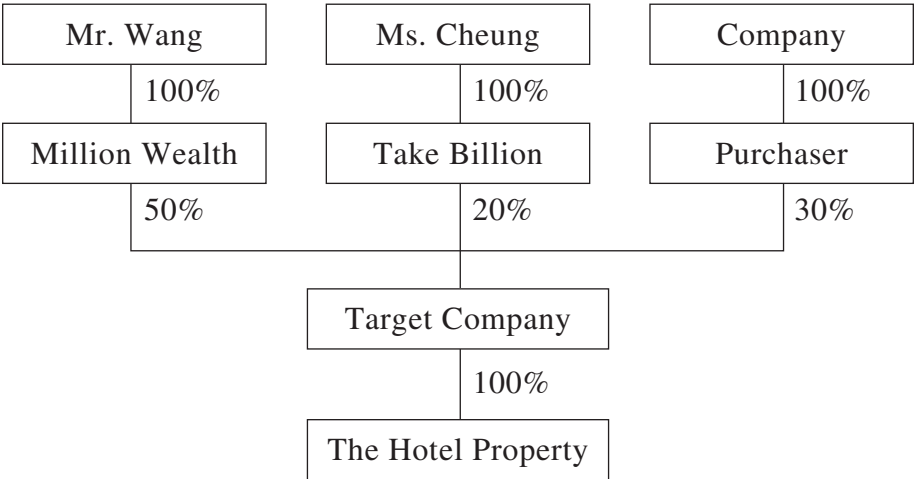 Mr. Wang Ms. Cheung Company
100% 100% 100%
Million Wealth Take Billion Purchaser
50% 20% 30%
Target Company
100%
The Hotel Property